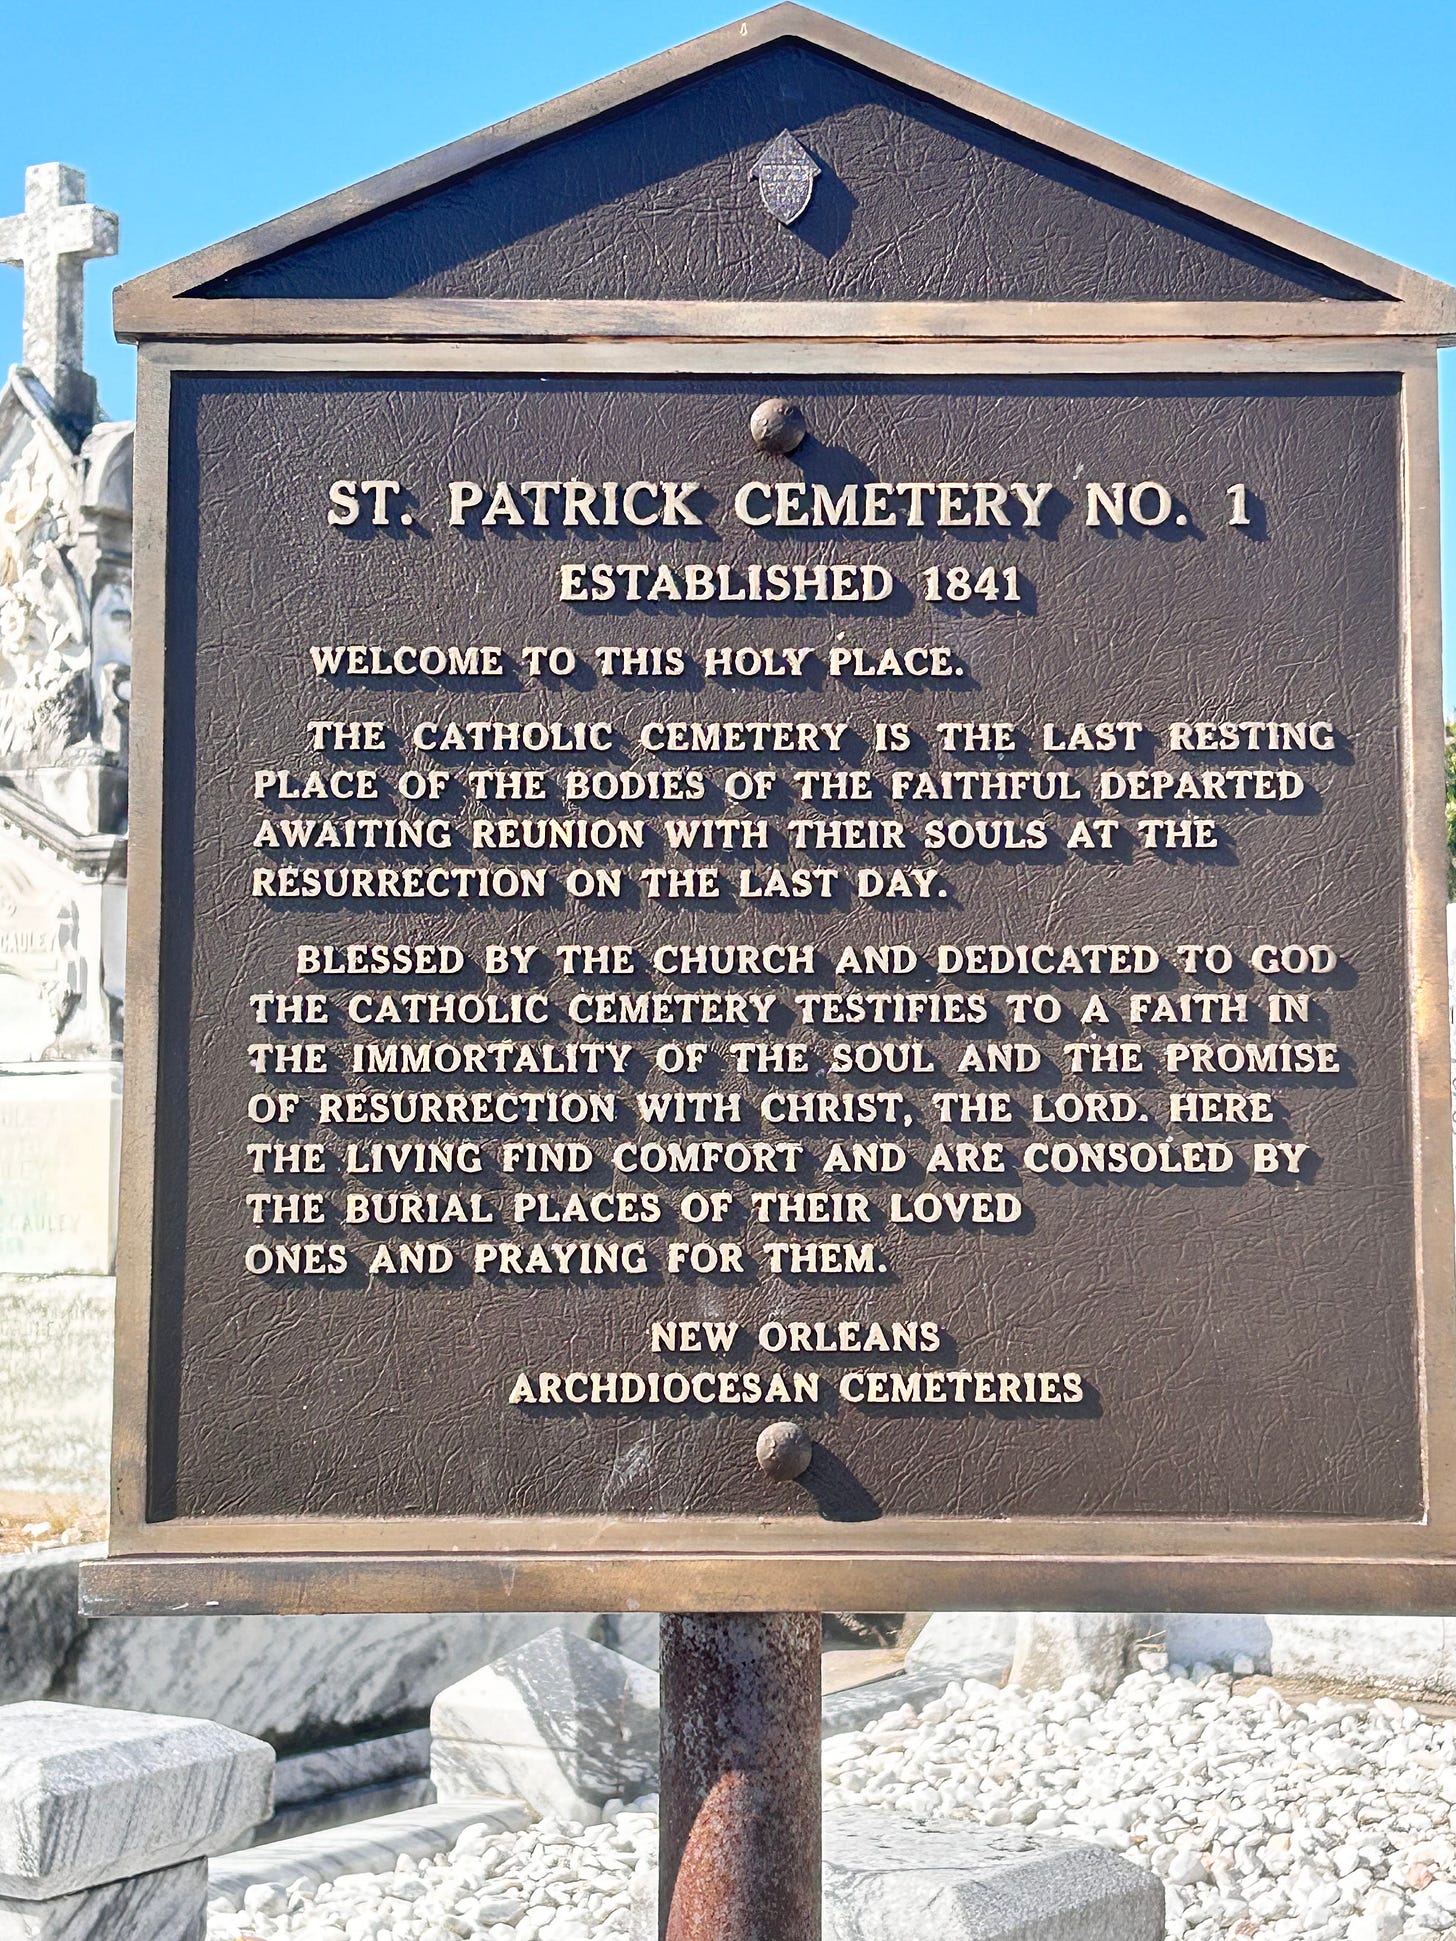 ST. PATRICK CEMETERY NO. 1
ESTABLISHED 1841
WELCOME TO THIS HOLY PLACE.
THE CATHOLIC CEMETERY IS THE LAST RESTING
PLACE OF THE BODIES OF THE FAITHFUL DEPARTED
AWAITING REUNION WITH THEIR SOULS AT THE
RESURRECTION ON THE LAST DAY.
BLESSED BY THE CHURCH AND DEDICATED TO GOD
THE CATHOLIC CEMETERY TESTIFIES TO A FAITH IN
THE IMMORTALITY OF THE SOUL AND THE PROMISE
OF RESURRECTION WITH CHRIST, THE LORD. HERE
THE LIVING FIND COMFORT AND ARE CONSOLED BY
THE BURIAL PLACES OF THEIR LOVED
ONES AND PRAYING FOR THEM.
NEW ORLEANS
ARCHDIOCESAN CEMETERIES